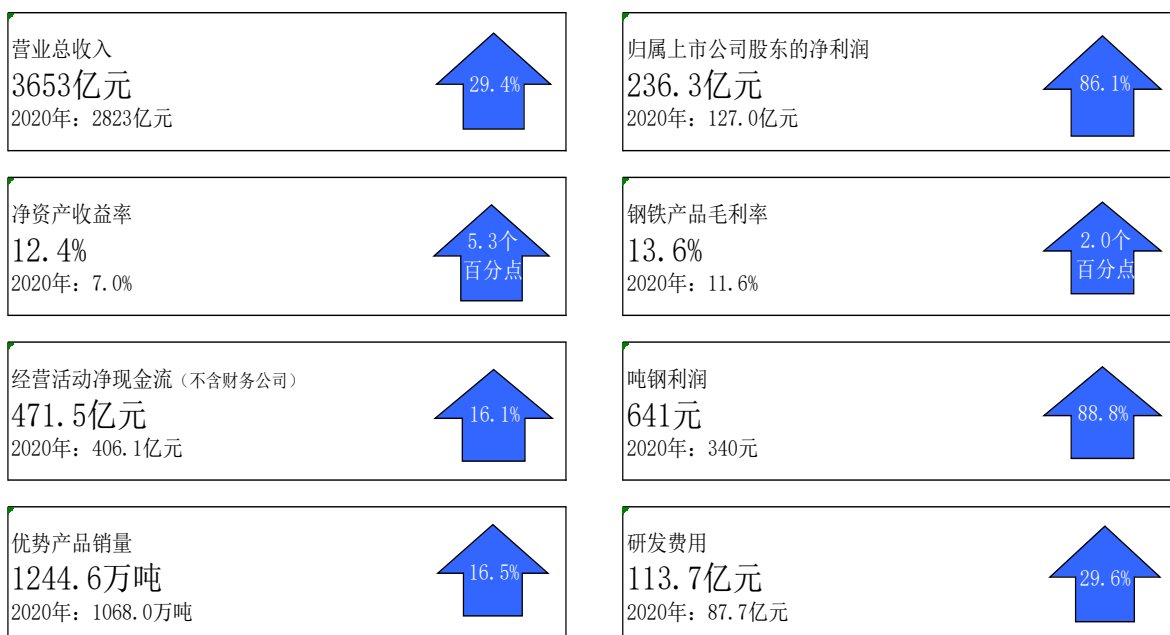 营业总收入
3653亿元
2020年：2823亿元
29.4%
归属上市公司股东的净利润
236.3亿元
2020年：127.0亿元
86.1%
净资产收益率
12.4%
2020年：7.0%
5.3个
百分点
钢铁产品毛利率
13.6%
2020年：11.6%
2.0个
百分点
经营活动净现金流（不含财务公司）
471.5亿元
2020年：406.1亿元
16.1%
吨钢利润
641元
2020年：340元
88.8%
优势产品销量
1244.6万吨
2020年：1068.0万吨
16.5%
研发费用
113.7亿元
2020年：87.7亿元
29.6%